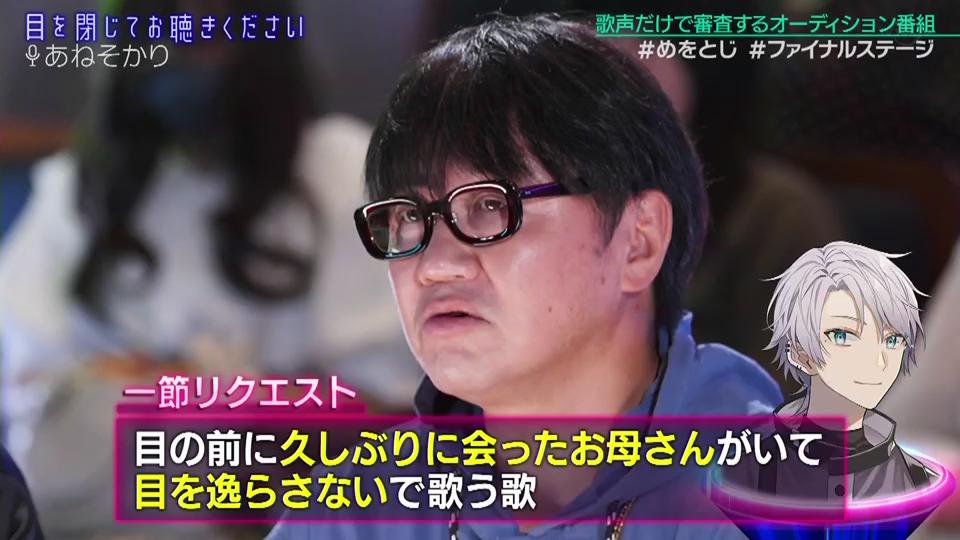 目を閉じてお聴きください
あねそかり
歌声だけで審査するオーディション番組
#めをとじ #ファイナルステージ
一節リクエスト
目の前に久しぶりに会ったお母さんがいて
目を逸らさないで歌う歌